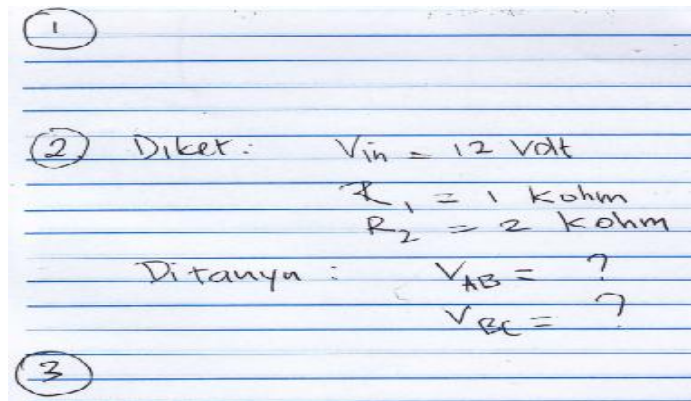 1
2 Diket: Vin = 12 Volt
R1 = 1 kohm
R2 = 2 kohm
Ditanya : VAB = ?
VBC = ?
3